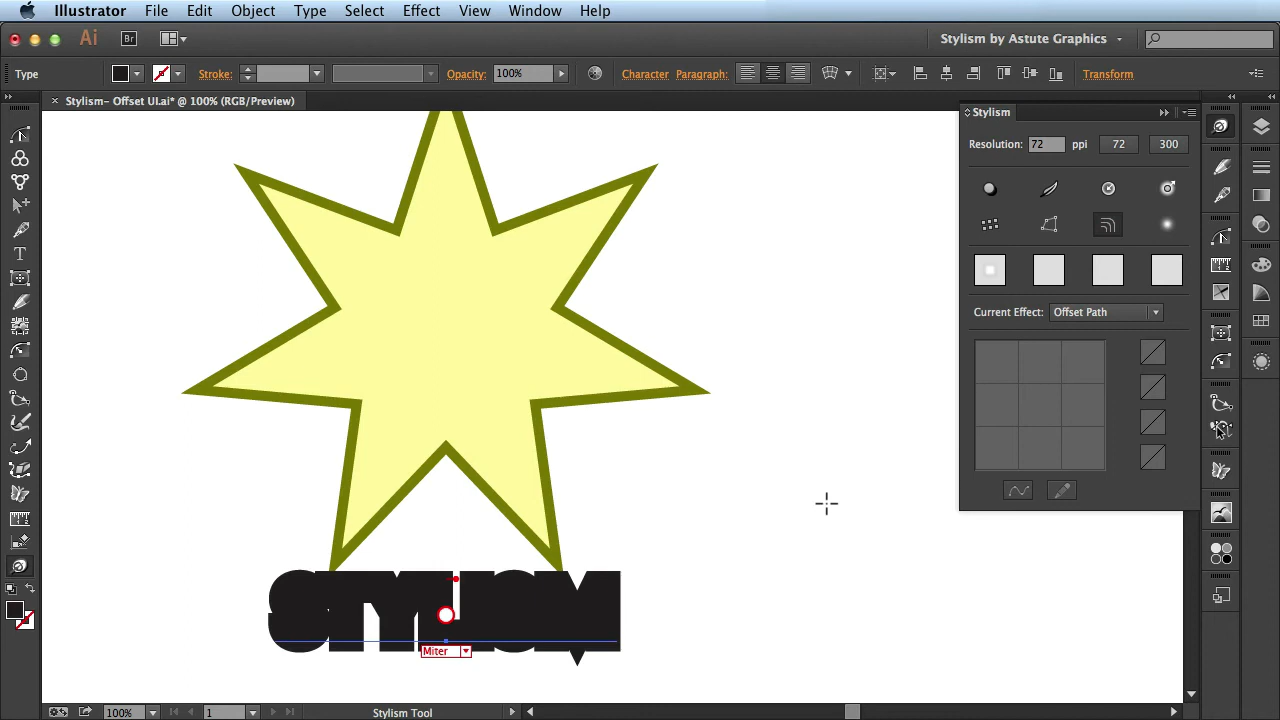 Illustrator File Edit Object Type Select Effect View Window Help
Ai Br Stylism by Astute Graphics
Type Stroke: Opacity: 100% Character Paragraph: Transform
× Stylism- Offset UI.ai* @ 100% (RGB/Preview)
Stylism
Resolution: 72 ppi 72 300
Current Effect: Offset Path
T
STYLISM
Miter
100% 1 Stylism Tool